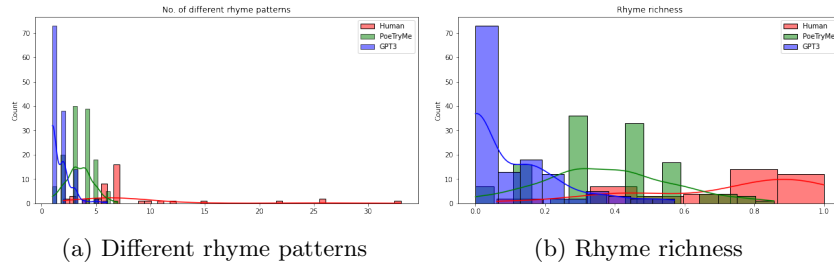 No. of different rhyme patterns
Human
PoeTryMe
GPT3
Count
70
60
50
40
30
20
10
0
0 5 10 15 20 25 30
(a) Different rhyme patterns
Rhyme richness
Human
PoeTryMe
GPT3
Count
70
60
50
40
30
20
10
0
0.0 0.2 0.4 0.6 0.8 1.0
(b) Rhyme richness